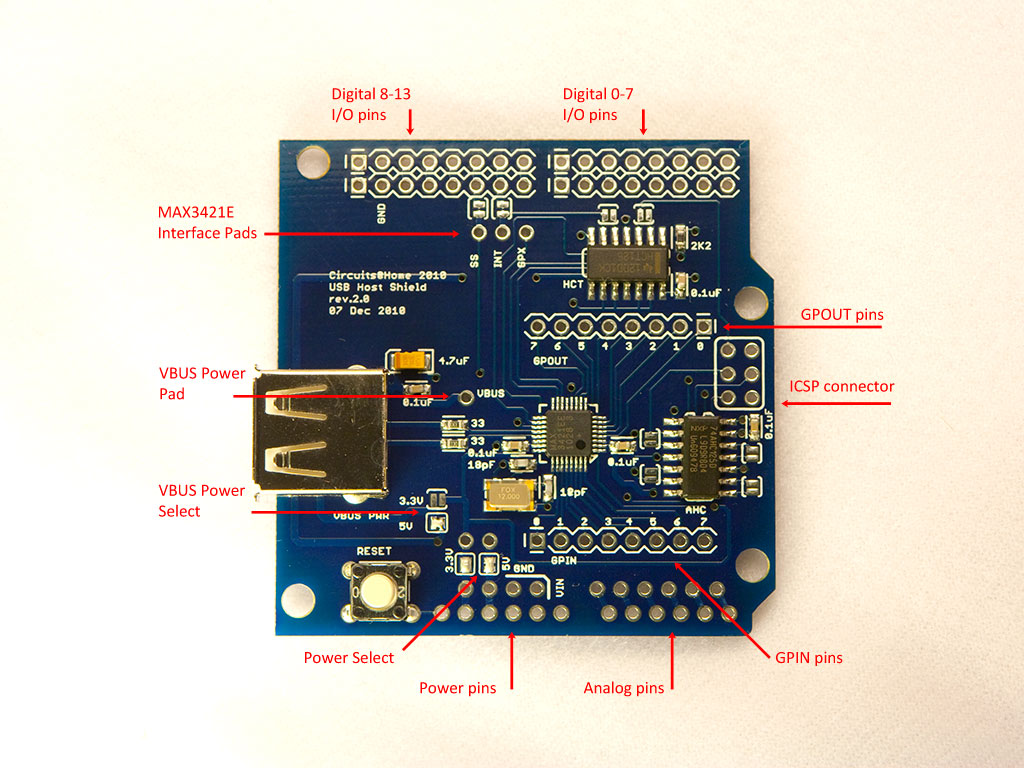 Digital 8-13
I/O pins
Digital 0-7
I/O pins
GND
MAX3421E
Interface Pads
SS
INT
GPX
2K2
HCT
0.1uF
Circuits@Home 2010
USB Host Shield
rev.2.0
07 Dec 2010
GPOUT pins
7 6 5 4 3 2 1 0
GPOUT
4.7uF
VBUS Power
Pad
0.1uF
VBUS
ICSP connector
33
33
0.1uF
18pF
0.1uF
0.1uF
74AHC125D
AHC
FOX
12.000
18pF
VBUS Power
Select
3.3V
VBUS PWR
5V
0 1 2 3 4 5 6 7
GPIN
RESET
3.3V
5V
GND
VIN
Power Select
GPIN pins
Power pins
Analog pins